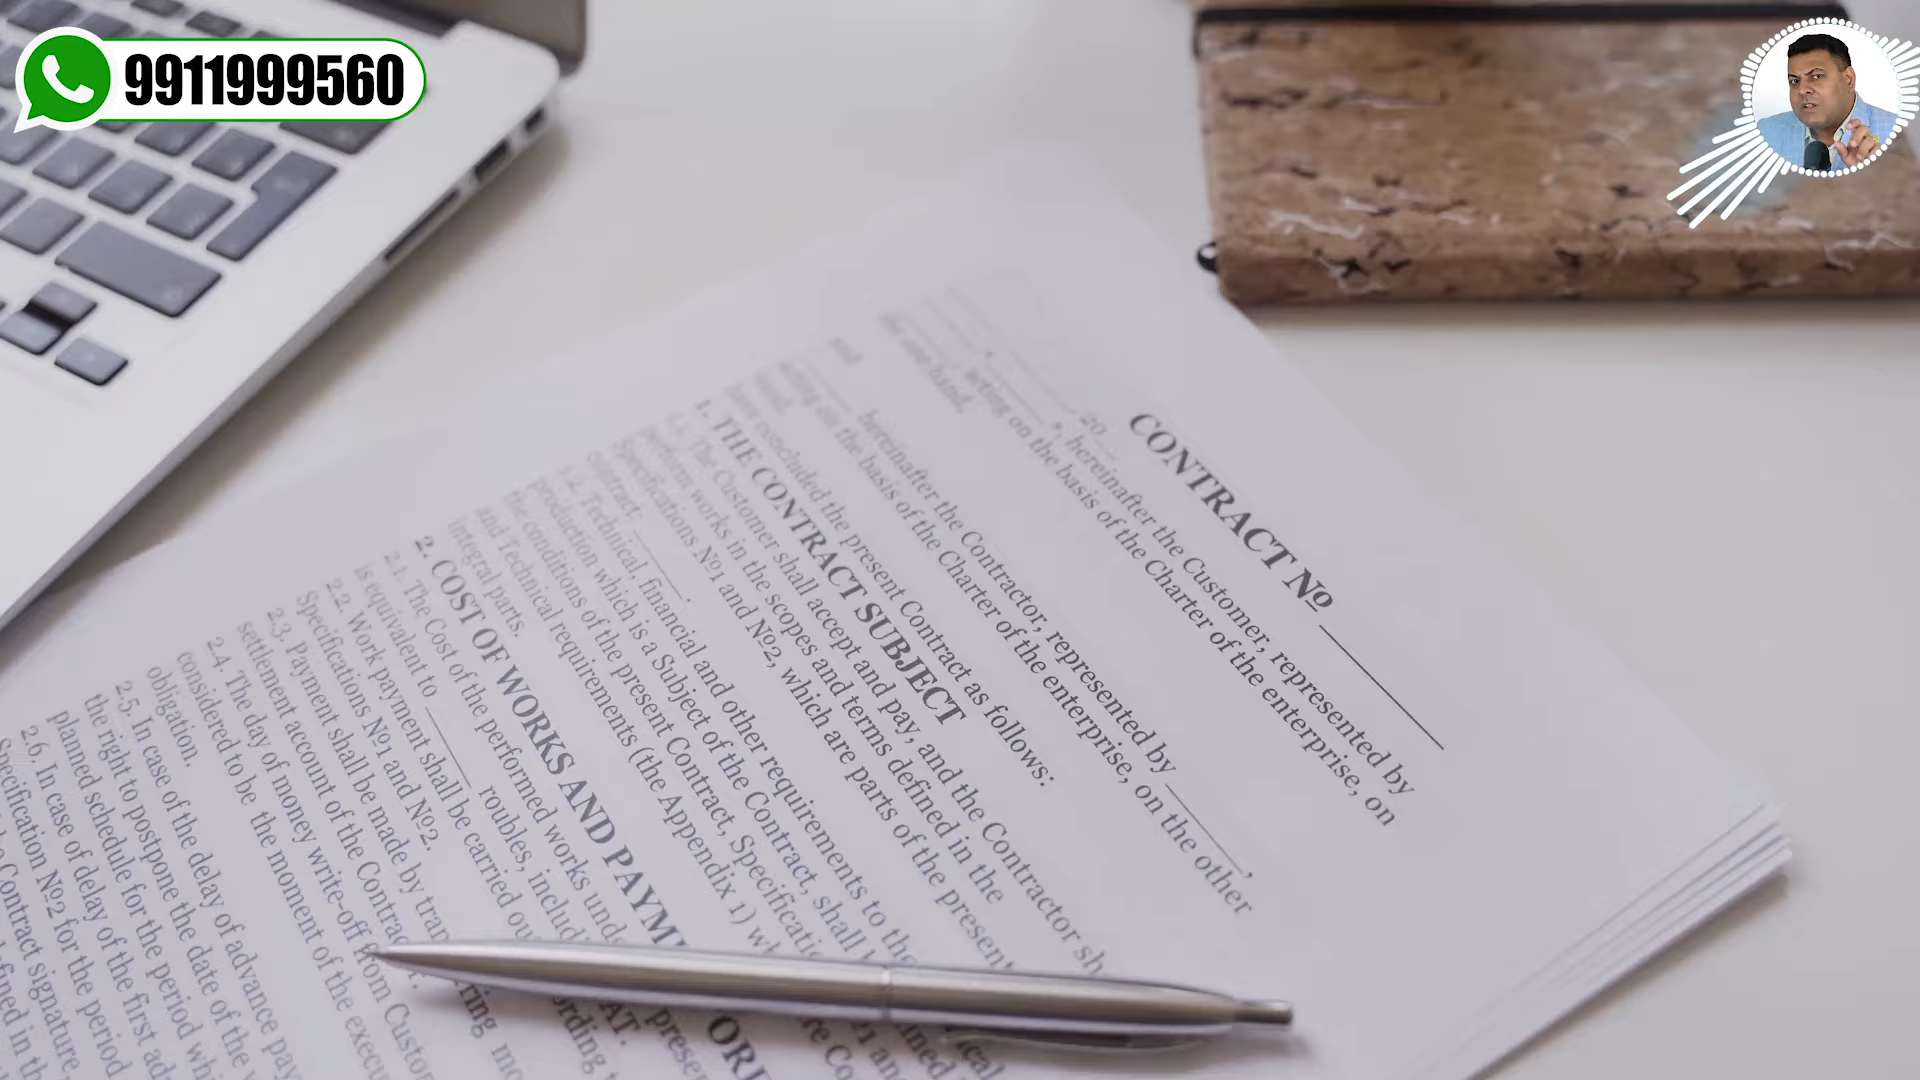 9911999560
CONTRACT №
20
", hereinafter the Customer, represented by
acting on the basis of the Charter of the enterprise, on
the one hand,
and
hereinafter the Contractor, represented by
acting on the basis of the Charter of the enterprise, on the other
hand,
have concluded the present Contract as follows:
1. THE CONTRACT SUBJECT
1.1. The Customer shall accept and pay, and the Contractor sh
perform works in the scopes and terms defined in the
Specifications №1 and №2, which are parts of the present
contract.
1.2. Technical, financial and other requirements to the
production which is a Subject of the Contract, shall
the conditions of the present Contract, Specificatio
and Technical requirements (the Appendix 1) wh
integral parts.
2. COST OF WORKS AND PAYM
2.1. The Cost of the performed works und
is equivalent to roubles, includ
2.2. Work payment shall be carried ou
Specifications №1 and №2.
2.3. Payment shall be made by tran
settlement account of the Contrac
2.4. The day of money write-off from Custo
considered to be the moment of the execu
obligation.
2.5. In case of the delay of advance pay
the right to postpone the date of the
planned schedule for the period whi
2.6. In case of delay of the first ad
Specification №2 for the period
Contract signature,